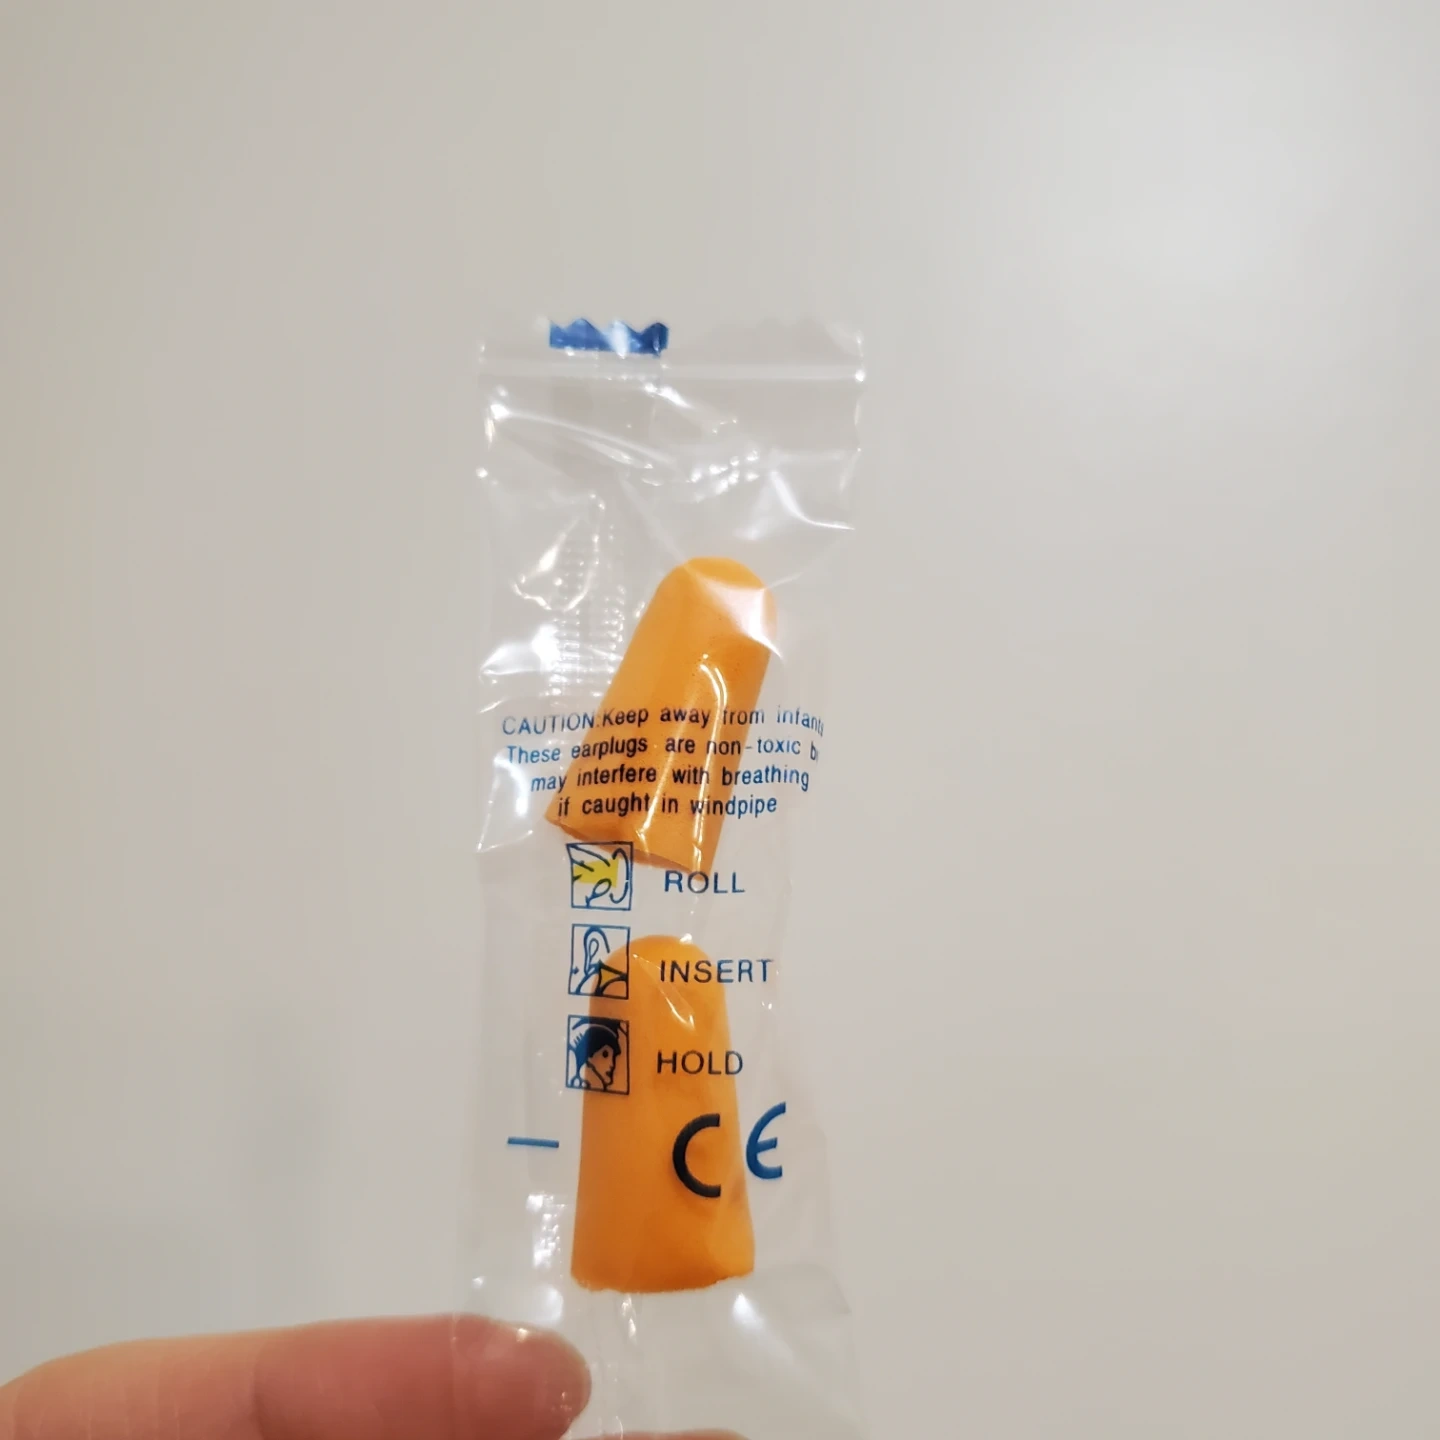 CAUTION:Keep away from infants
These earplugs are non-toxic
may interfere with breathing
if caught in windpipe
ROLL
INSERT
HOLD
CE